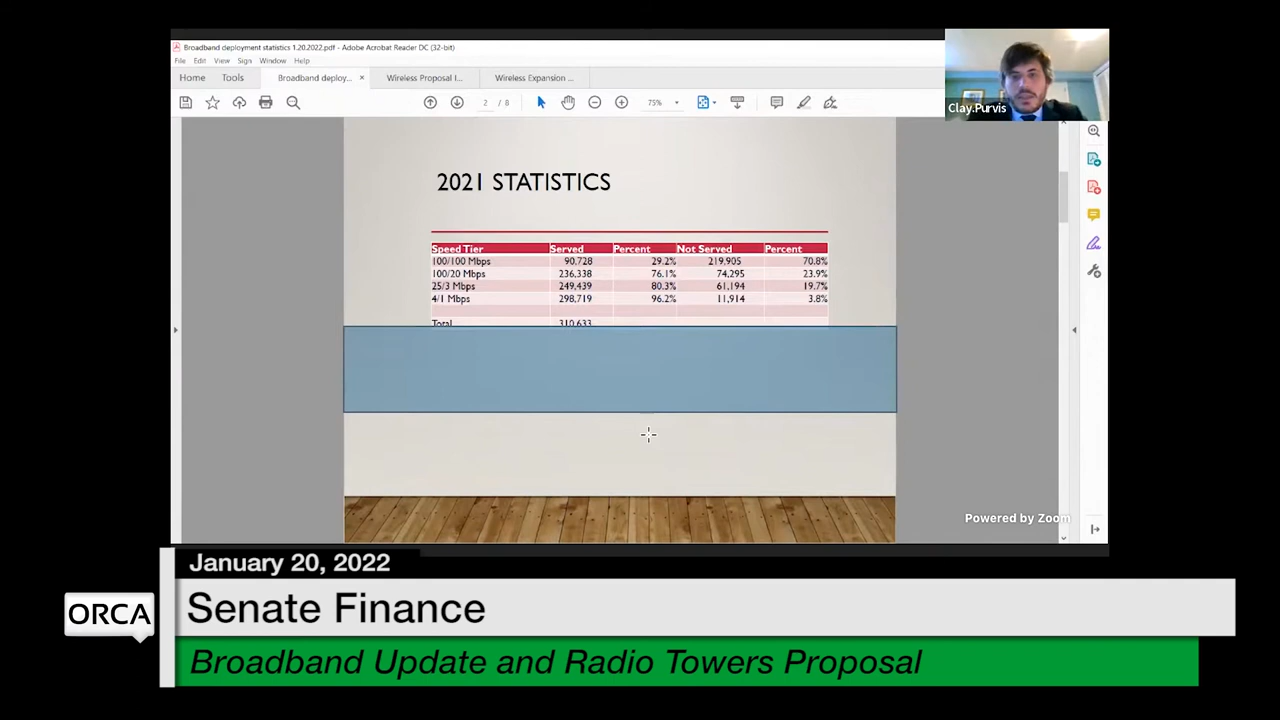 Broadband deployment statistics 1.20.2022.pdf - Adobe Acrobat Reader DC (32-bit)
File Edit View Sign Window Help
Home Tools Broadband deploy... × Wireless Proposal I... Wireless Expansion ...
2 / 8 75%
Clay.Purvis
2021 STATISTICS
Speed Tier Served Percent Not Served Percent
100/100 Mbps 90,728 29.2% 219,905 70.8%
100/20 Mbps 236,338 76.1% 74,295 23.9%
25/3 Mbps 249,439 80.3% 61,194 19.7%
4/1 Mbps 298,719 96.2% 11,914 3.8%
Total 310,633
Powered by Zoom
January 20, 2022
ORCA
Senate Finance
Broadband Update and Radio Towers Proposal